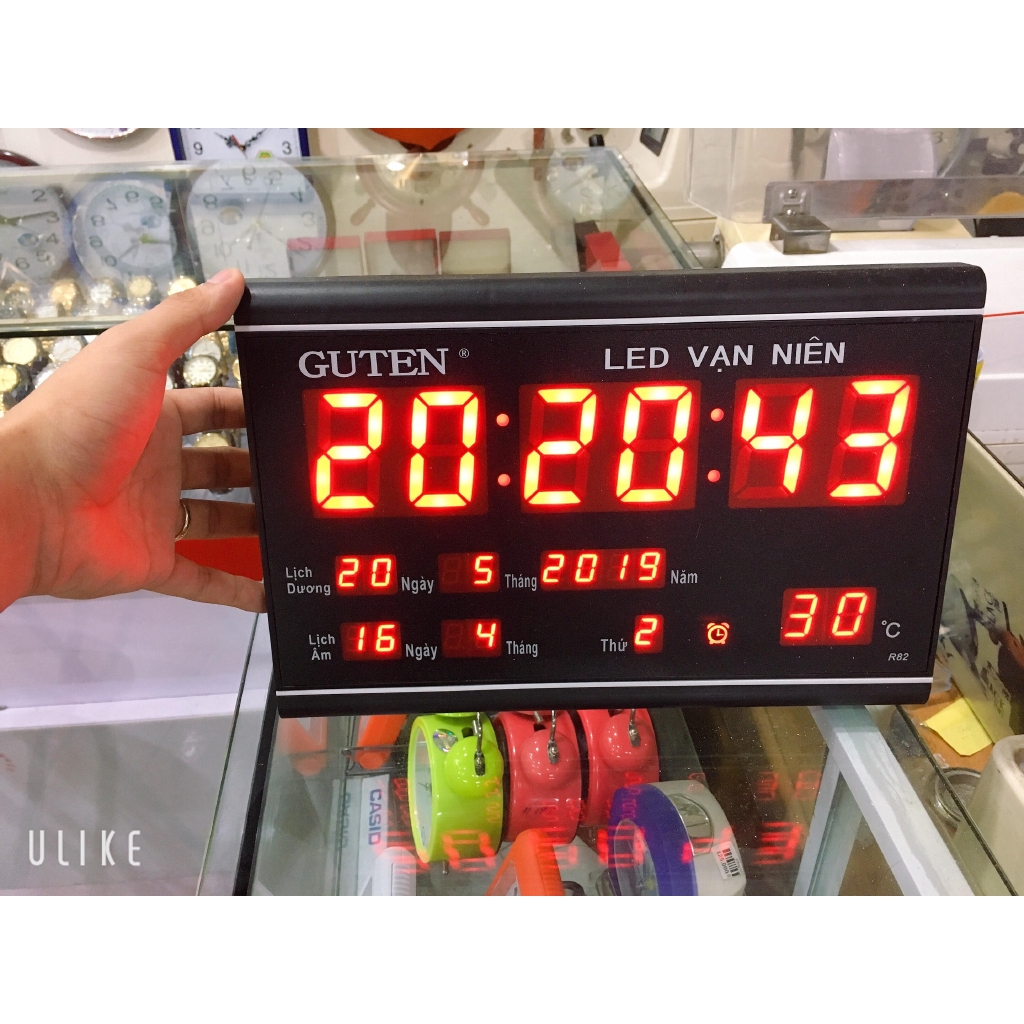 GUTEN ® LED VẠN NIÊN
20:20:43
Lịch Dương 20 Ngày 5 Tháng 2019 Năm
Lịch Âm 16 Ngày 4 Tháng Thứ 2 30 °C
R82
CASIO
ULIKE